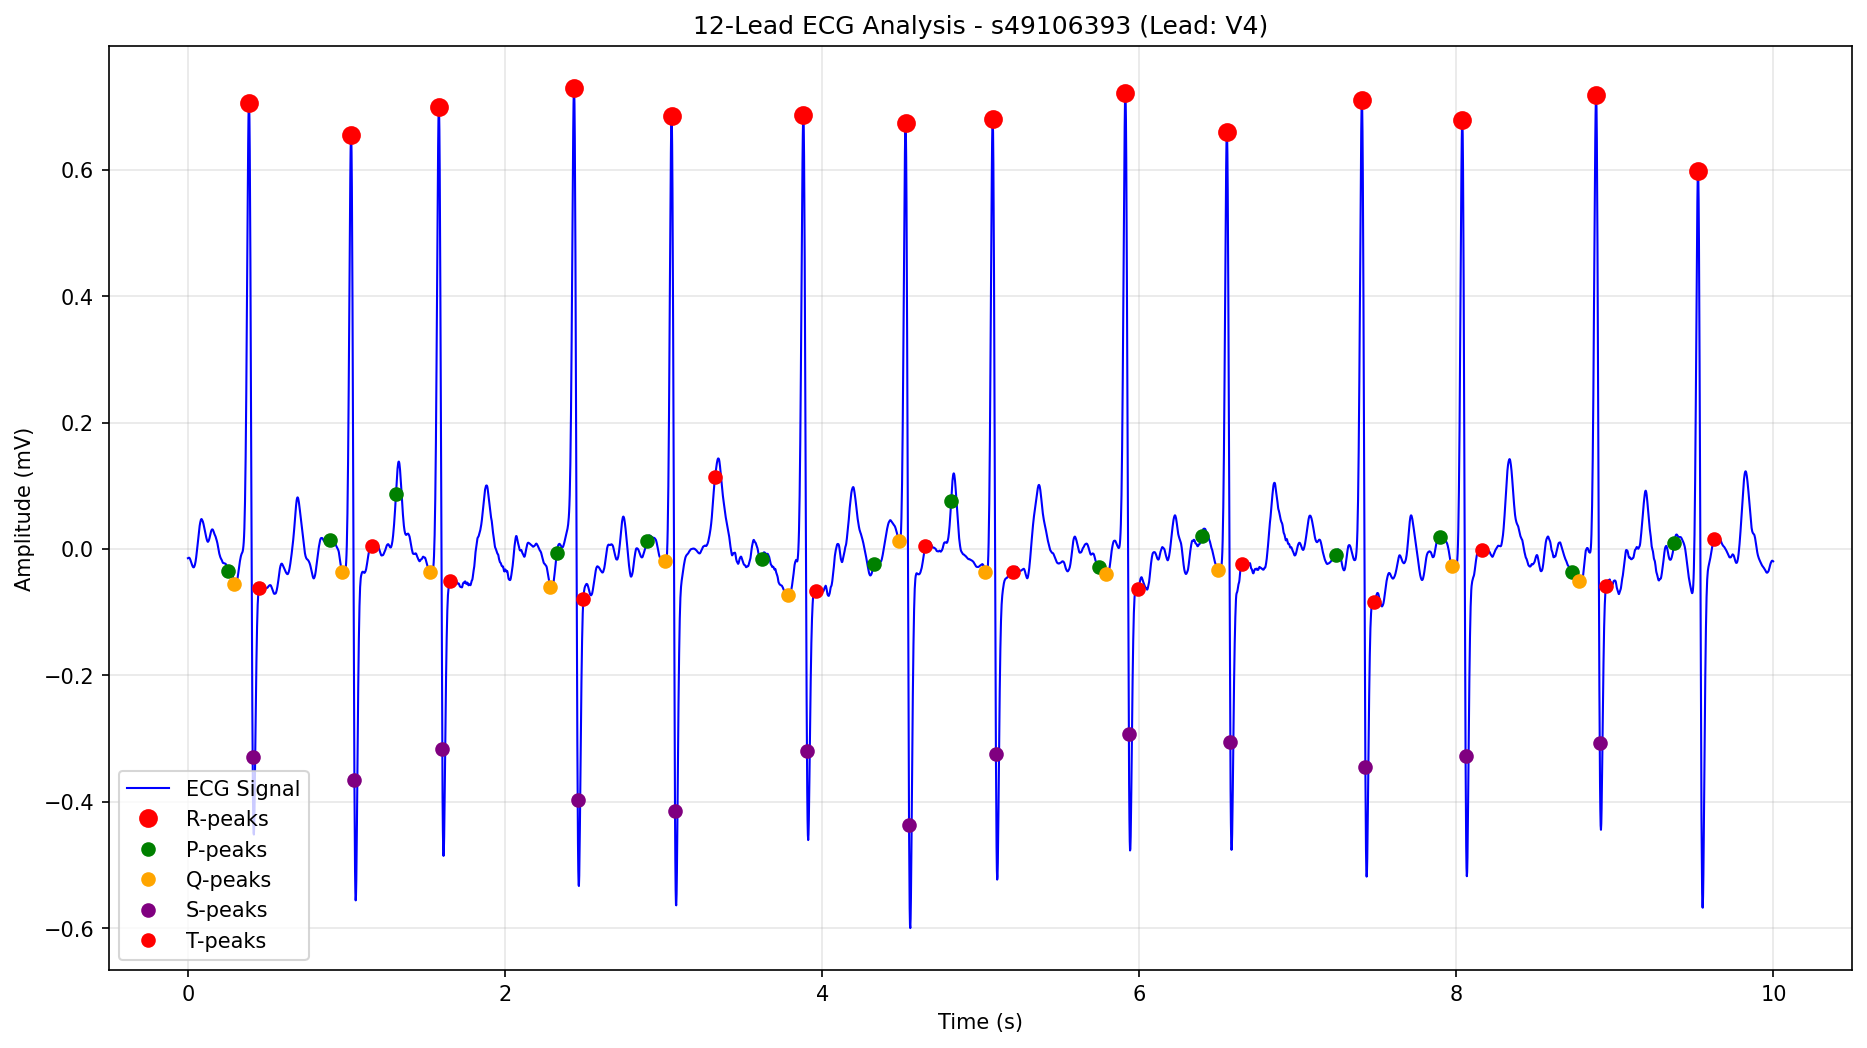 12-Lead ECG Analysis - s49106393 (Lead: V4)
Amplitude (mV)
0.6
0.4
0.2
0.0
−0.2
−0.4
−0.6
ECG Signal
R-peaks
P-peaks
Q-peaks
S-peaks
T-peaks
0 2 4 6 8 10
Time (s)